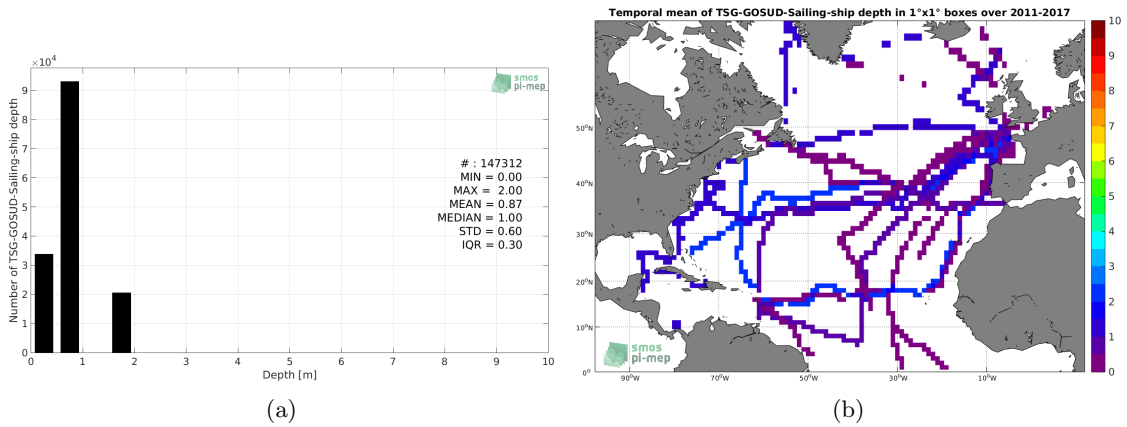 Temporal mean of TSG-GOSUD-Sailing-ship depth in 1°x1° boxes over 2011-2017
×10⁴
Number of TSG-GOSUD-Sailing-ship depth
9
8
7
6
5
4
3
2
1
0
smos
pi-mep
# : 147312
MIN = 0.00
MAX = 2.00
MEAN = 0.87
MEDIAN = 1.00
STD = 0.60
IQR = 0.30
0 1 2 3 4 5 6 7 8 9 10
Depth [m]
(a)
50°N
40°N
30°N
20°N
10°N
0°
90°W 70°W 50°W 30°W 10°W
smos
pi-mep
10
9
8
7
6
5
4
3
2
1
0
(b)